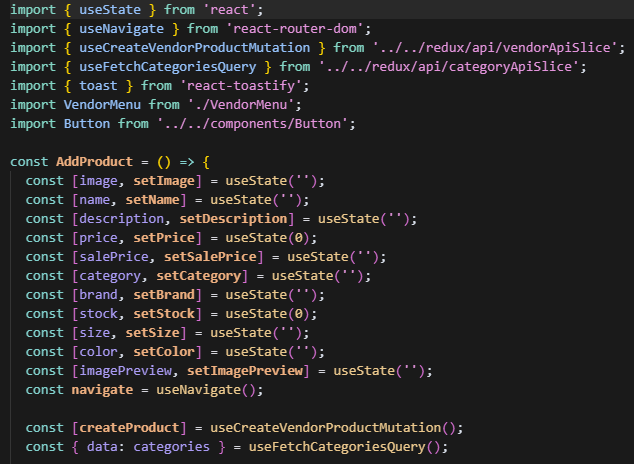 import { useState } from 'react';
import { useNavigate } from 'react-router-dom';
import { useCreateVendorProductMutation } from '../../redux/api/vendorApiSlice';
import { useFetchCategoriesQuery } from '../../redux/api/categoryApiSlice';
import { toast } from 'react-toastify';
import VendorMenu from './VendorMenu';
import Button from '../../components/Button';

const AddProduct = () => {
  const [image, setImage] = useState('');
  const [name, setName] = useState('');
  const [description, setDescription] = useState('');
  const [price, setPrice] = useState(0);
  const [salePrice, setSalePrice] = useState('');
  const [category, setCategory] = useState('');
  const [brand, setBrand] = useState('');
  const [stock, setStock] = useState(0);
  const [size, setSize] = useState('');
  const [color, setColor] = useState('');
  const [imagePreview, setImagePreview] = useState('');
  const navigate = useNavigate();

  const [createProduct] = useCreateVendorProductMutation();
  const { data: categories } = useFetchCategoriesQuery();